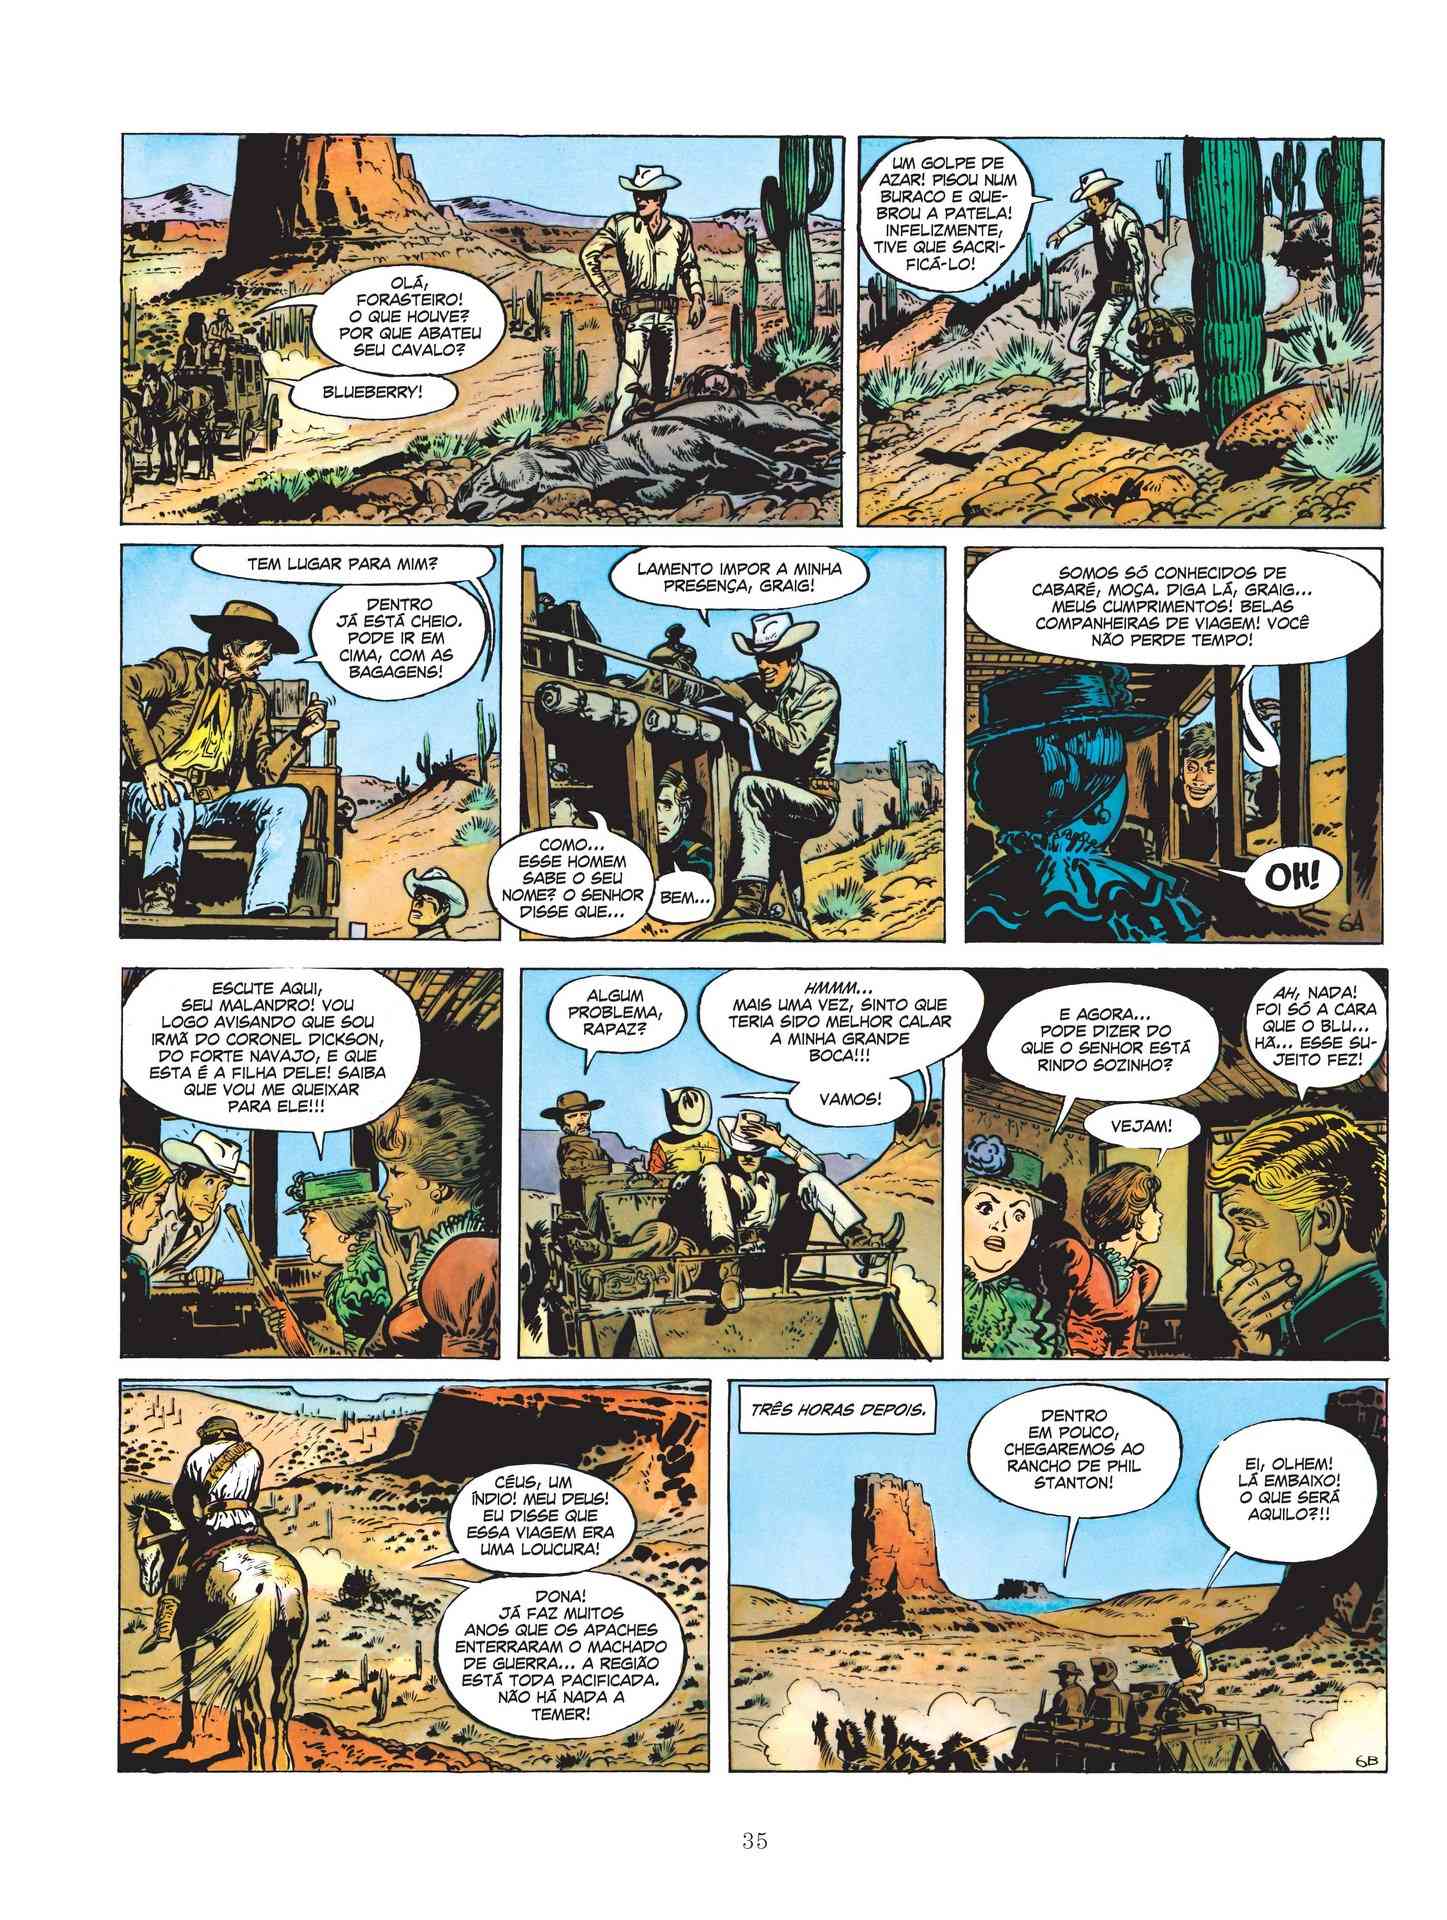 OLÁ,
FORASTEIRO!
O QUE HOUVE?
POR QUE ABATEU
SEU CAVALO?
BLUEBERRY!
UM GOLPE DE
AZAR! PISOU NUM
BURACO E QUE-
BROU A PATELA!
INFELIZMENTE,
TIVE QUE SACRI-
FICÁ-LO!
TEM LUGAR PARA MIM?
DENTRO
JÁ ESTÁ CHEIO.
PODE IR EM
CIMA, COM AS
BAGAGENS!
LAMENTO IMPOR A MINHA
PRESENÇA, GRAIG!
COMO...
ESSE HOMEM
SABE O SEU
NOME? O SENHOR
DISSE QUE...
BEM...
SOMOS SÓ CONHECIDOS DE
CABARÉ, MOÇA. DIGA LÁ, GRAIG...
MEUS CUMPRIMENTOS! BELAS
COMPANHEIRAS DE VIAGEM! VOCÊ
NÃO PERDE TEMPO!
OH!
6A
ESCUTE AQUI,
SEU MALANDRO! VOU
LOGO AVISANDO QUE SOU
IRMÃ DO CORONEL DICKSON,
DO FORTE NAVAJO, E QUE
ESTA É A FILHA DELE! SAIBA
QUE VOU ME QUEIXAR
PARA ELE!!!
ALGUM
PROBLEMA,
RAPAZ?
HMMM...
MAIS UMA VEZ, SINTO QUE
TERIA SIDO MELHOR CALAR
A MINHA GRANDE
BOCA!!!
VAMOS!
E AGORA...
PODE DIZER DO
QUE O SENHOR ESTÁ
RINDO SOZINHO?
VEJAM!
AH, NADA!
FOI SÓ A CARA
QUE O BLU...
HÃ... ESSE SU-
JEITO FEZ!
CÉUS, UM
ÍNDIO! MEU DEUS!
EU DISSE QUE
ESSA VIAGEM ERA
UMA LOUCURA!
DONA!
JÁ FAZ MUITOS
ANOS QUE OS APACHES
ENTERRARAM O MACHADO
DE GUERRA... A REGIÃO
ESTÁ TODA PACIFICADA.
NÃO HÁ NADA A
TEMER!
TRÊS HORAS DEPOIS.
DENTRO
EM POUCO,
CHEGAREMOS AO
RANCHO DE PHIL
STANTON!
EI, OLHEM!
LÁ EMBAIXO!
O QUE SERÁ
AQUILO?!!
6B
35